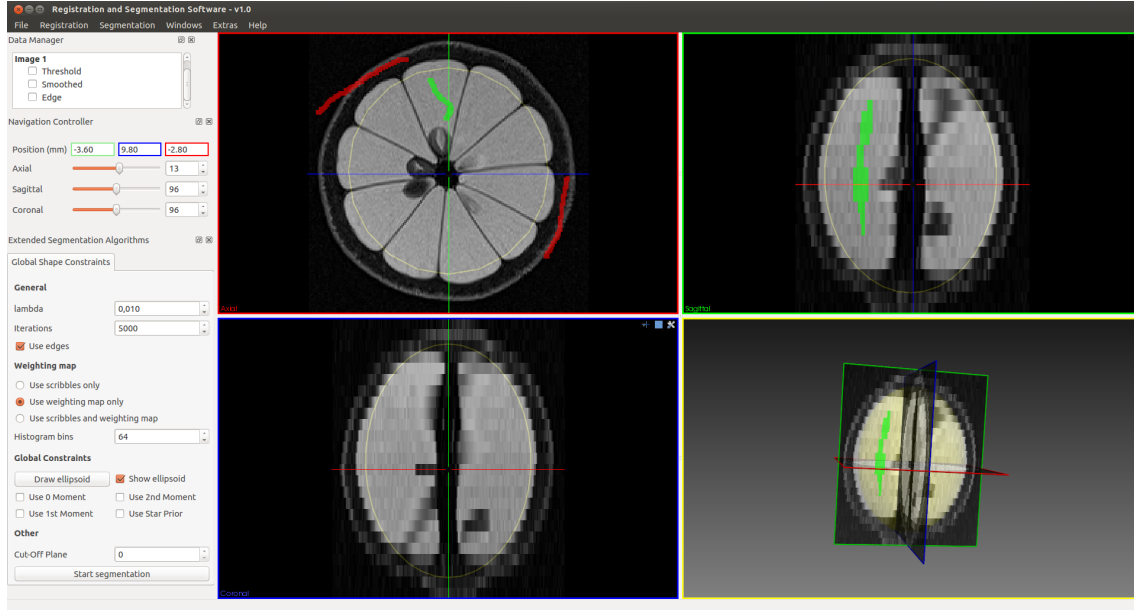 Registration and Segmentation Software - v1.0
File Registration Segmentation Windows Extras Help
Data Manager
Image 1
Threshold
Smoothed
Edge
Navigation Controller
Position (mm) -3.60 9.80 -2.80
Axial 13
Sagittal 96
Coronal 96
Extended Segmentation Algorithms
Global Shape Constraints
General
lambda 0,010
Iterations 5000
Use edges
Weighting map
Use scribbles only
Use weighting map only
Use scribbles and weighting map
Histogram bins 64
Global Constraints
Draw ellipsoid Show ellipsoid
Use 0 Moment Use 2nd Moment
Use 1st Moment Use Star Prior
Other
Cut-Off Plane 0
Start segmentation
Axial
Sagittal
Coronal